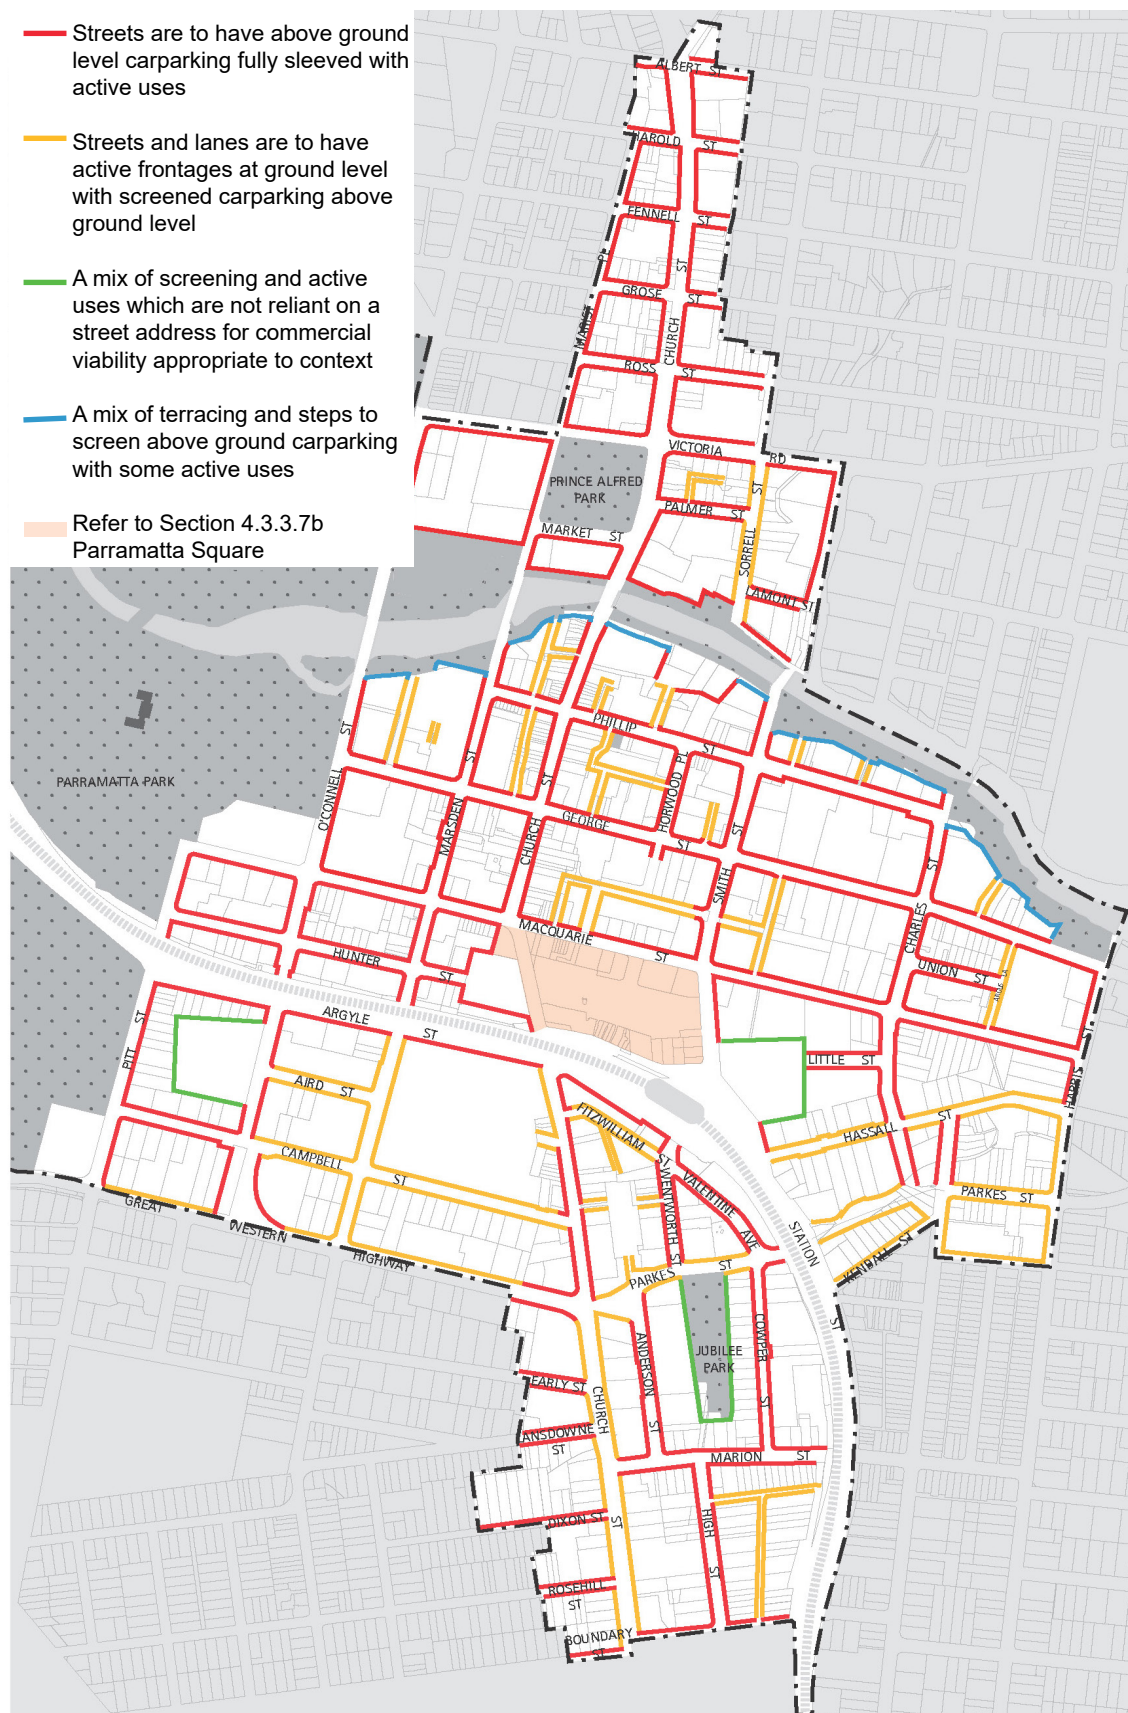 Streets are to have above ground
level carparking fully sleeved with
active uses
Streets and lanes are to have
active frontages at ground level
with screened carparking above
ground level
A mix of screening and active
uses which are not reliant on a
street address for commercial
viability appropriate to context
A mix of terracing and steps to
screen above ground carparking
with some active uses
Refer to Section 4.3.3.7b
Parramatta Square
ALBERT ST
HAROLD ST
FENNELL ST
PL
ST
GROSE ST
MARIST
CHURCH
ROSS ST
VICTORIA RD
PRINCE ALFRED
PARK
ST
PALMER ST
MARKET ST
SORRELL
LAMONT ST
PARRAMATTA PARK
ST
O'CONNELL
ST
MARSDEN
ST
CHURCH
PHILLIP ST
HORWOOD PL
GEORGE ST
ST
SMITH
ST
CHARLES
MACQUARIE ST
HUNTER ST
UNION ST
ARGUS LA
ST
HARRIS
ARGYLE ST
PITT ST
LITTLE ST
AIRD ST
FITZWILLIAM ST
HASSALL ST
CAMPBELL ST
WENTWORTH ST
VALENTINE AVE
PARKES ST
GREAT WESTERN HIGHWAY
STATION ST
KENDALL ST
PARKES ST
ANDERSON ST
JUBILEE
PARK
COWPER ST
EARLY ST
CHURCH ST
LANSDOWNE
ST
MARION ST
DIXON ST
HIGH ST
ROSEHILL
ST
BOUNDARY
ST